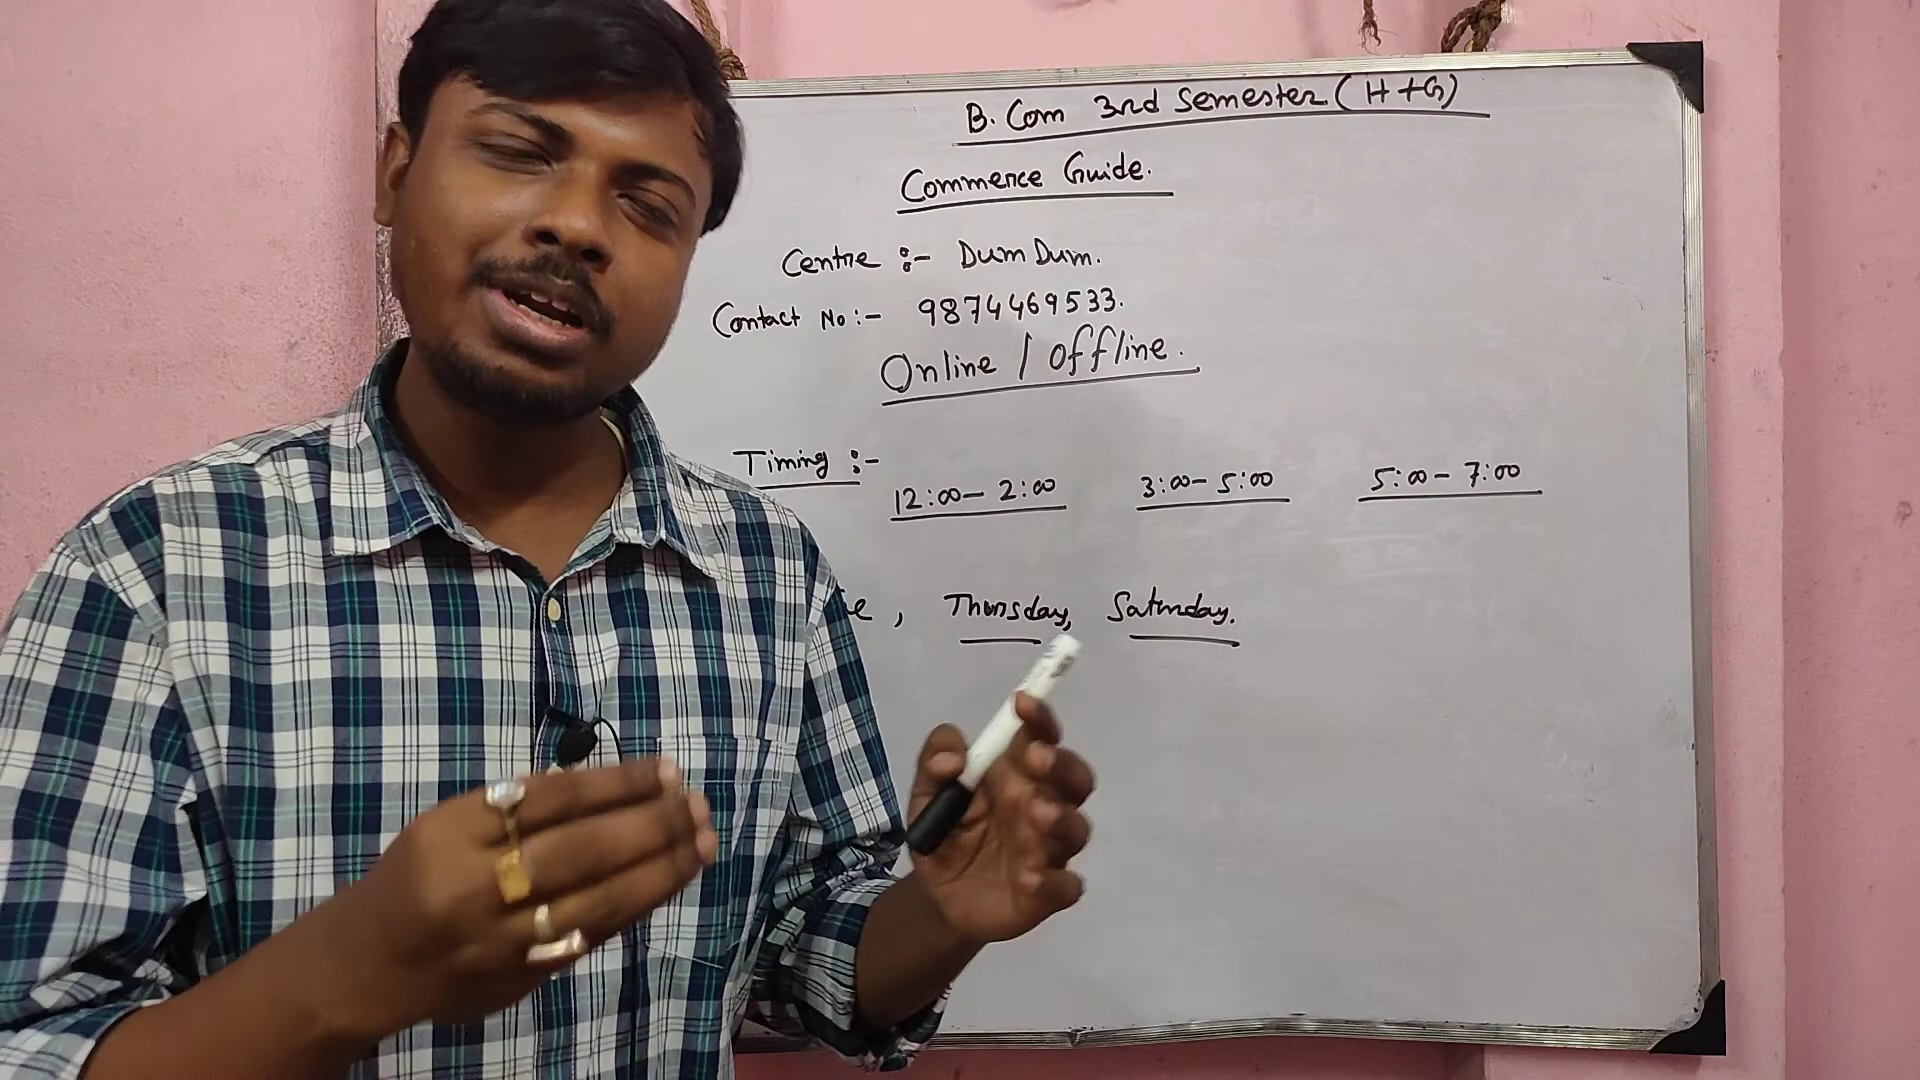 B. Com 3rd Semester (H+G)
Commerce Guide.
Centre :- Dum Dum.
Contact No :- 9874469533.
Online / Offline.
Timing :-
12:00 - 2:00 3:00 - 5:00 5:00 - 7:00
, Thursday, Saturday.